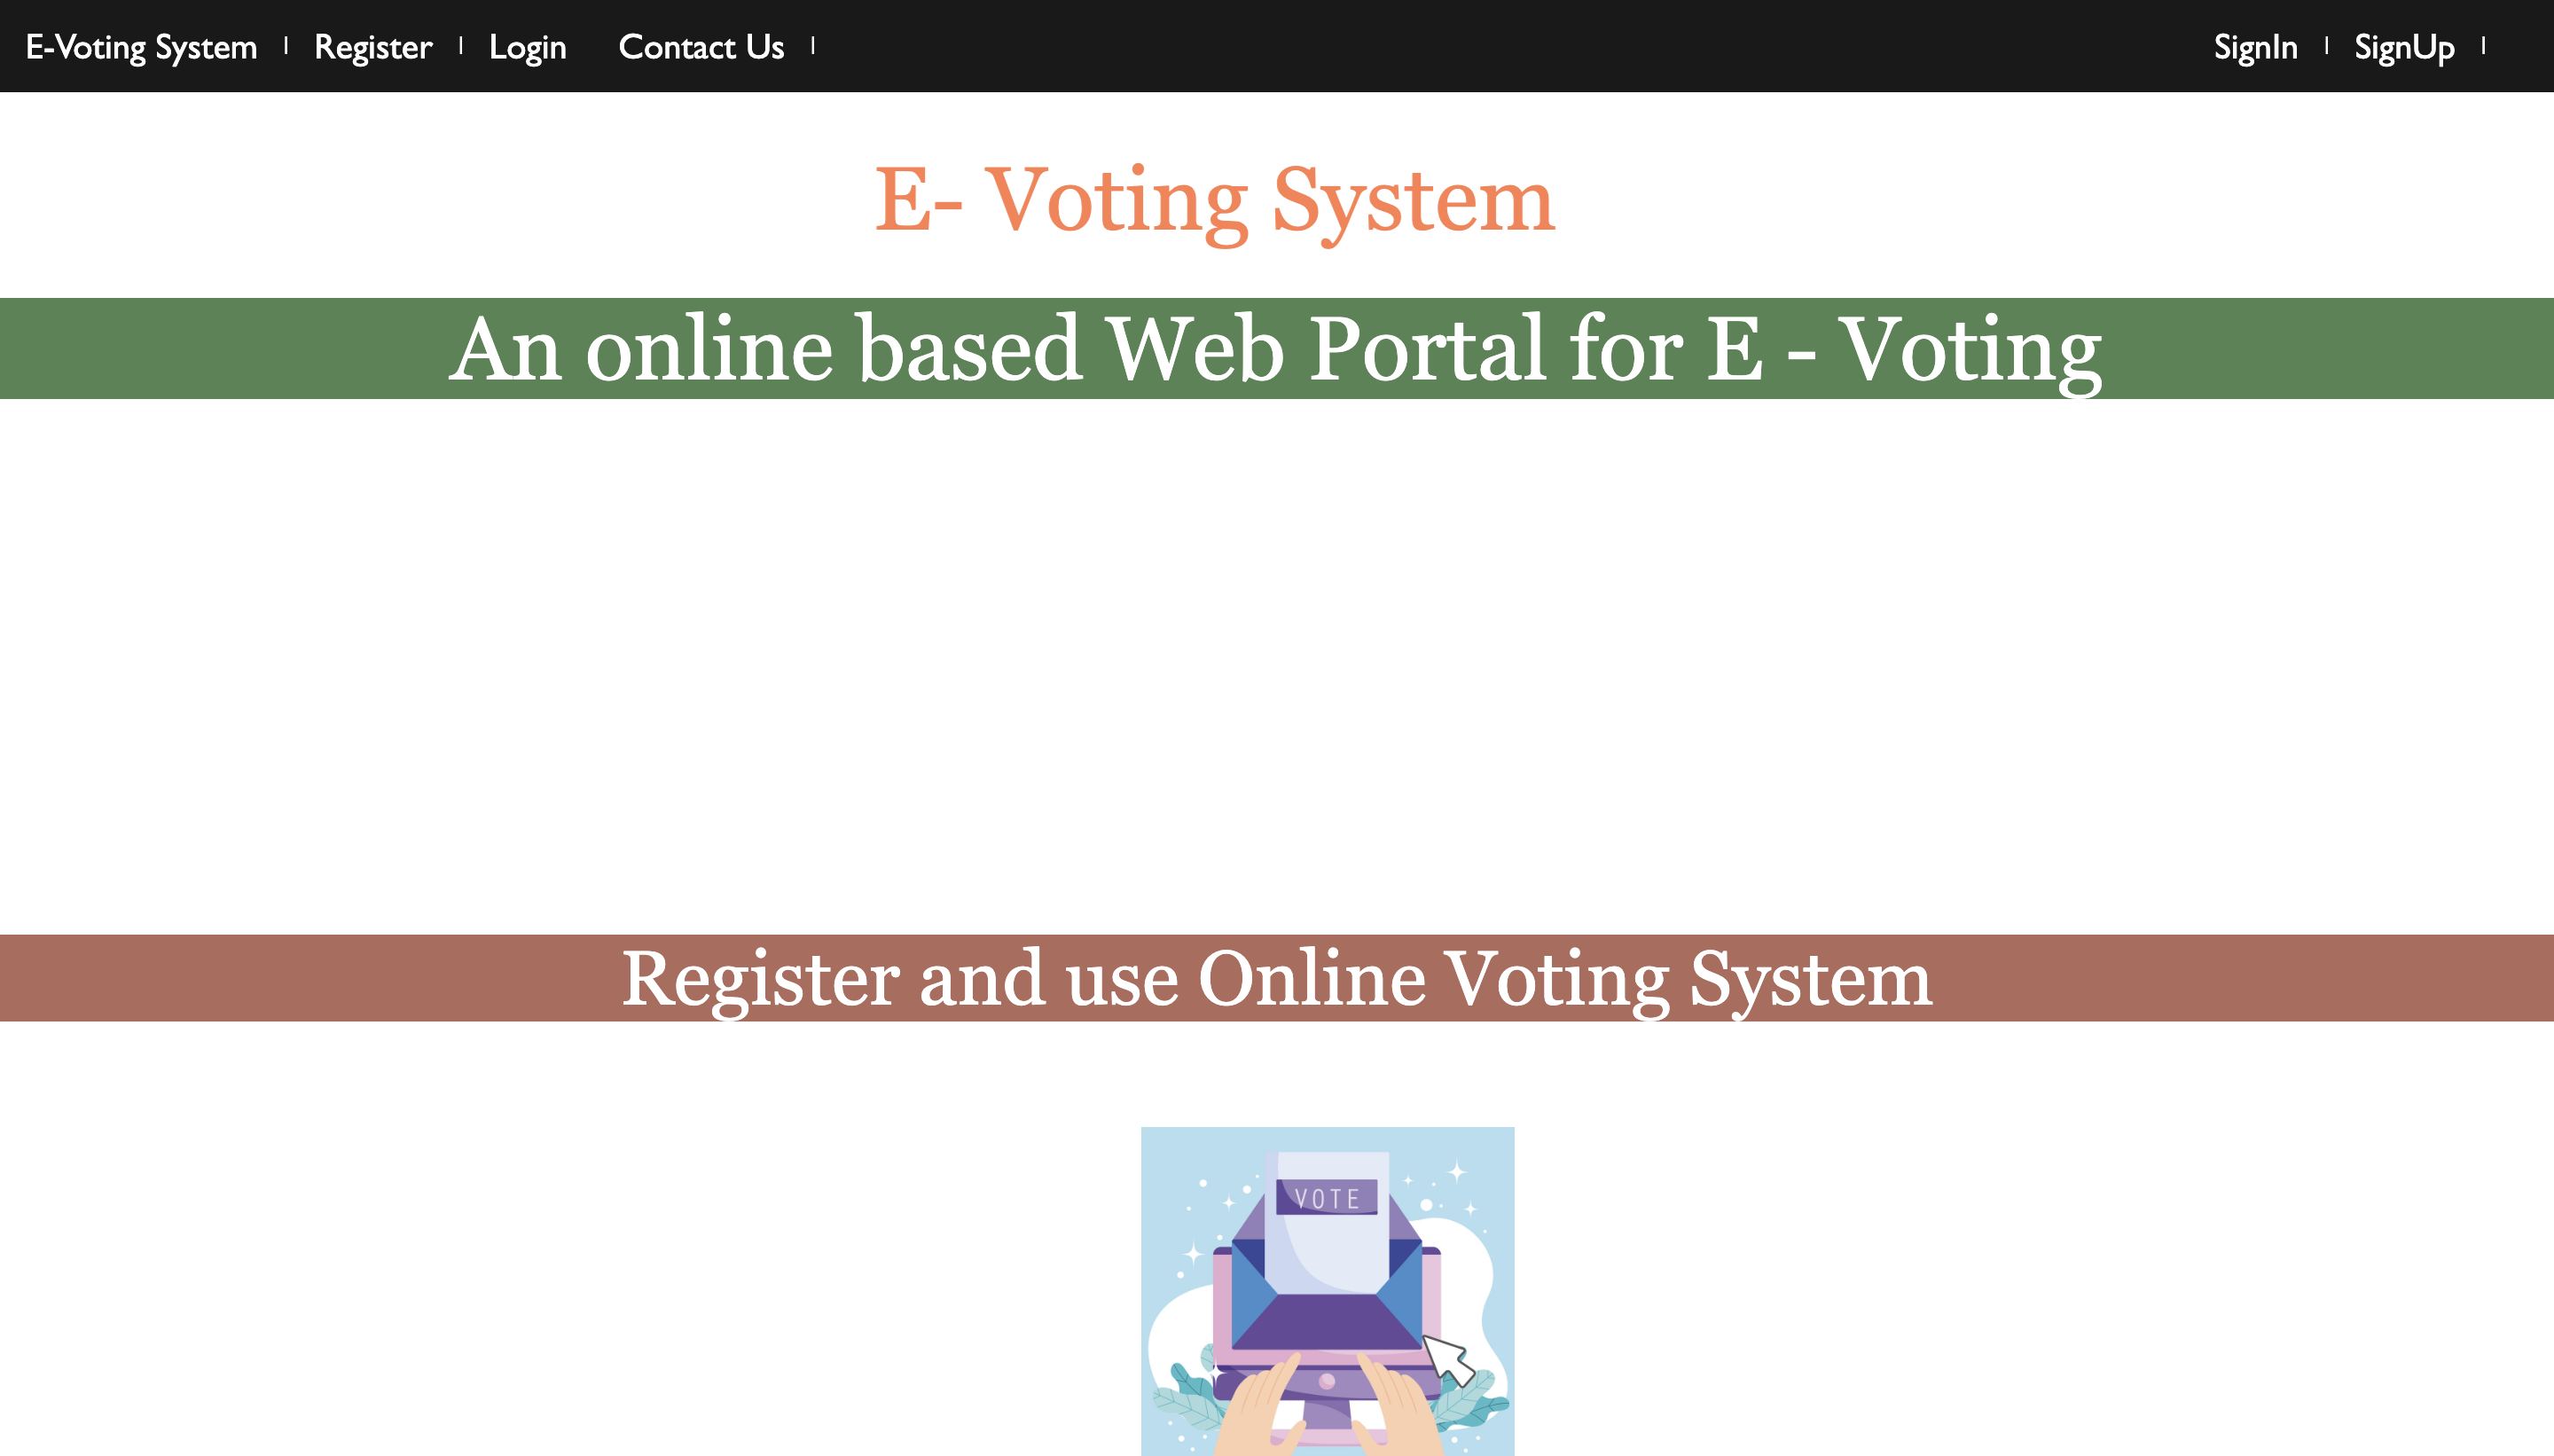 E-Voting System | Register | Login Contact Us | SignIn | SignUp |
E- Voting System
An online based Web Portal for E - Voting
Register and use Online Voting System
VOTE